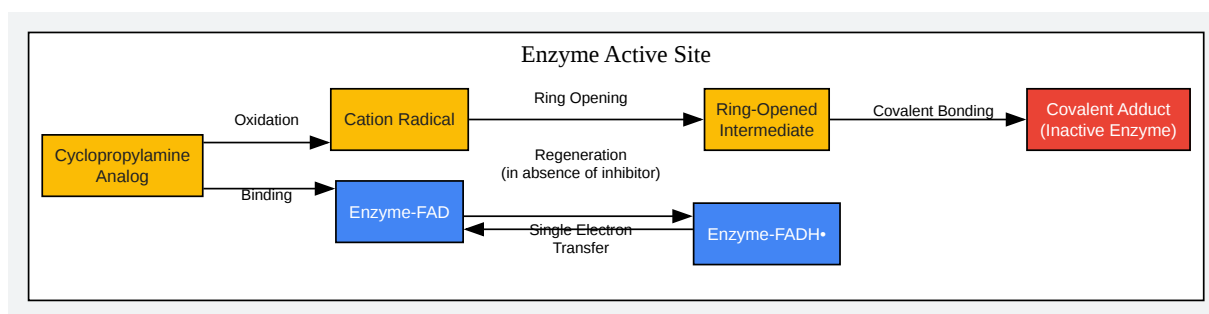 Enzyme Active Site
Cyclopropylamine
Analog
Oxidation
Binding
Cation Radical
Enzyme-FAD
Ring Opening
Regeneration
(in absence of inhibitor)
Single Electron
Transfer
Ring-Opened
Intermediate
Enzyme-FADH•
Covalent Bonding
Covalent Adduct
(Inactive Enzyme)